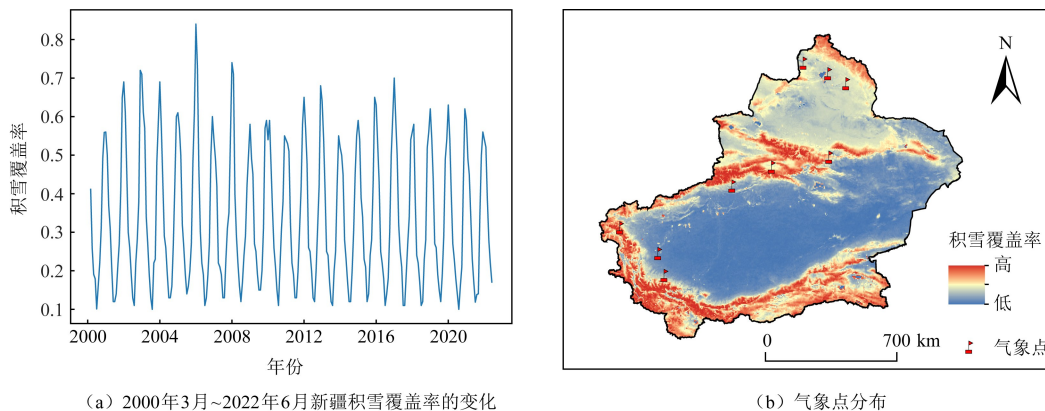 0.8
0.7
0.6
0.5
0.4
0.3
0.2
0.1
积雪覆盖率
2000
2004
2008
2012
2016
2020
年份
(a) 2000年3月~2022年6月新疆积雪覆盖率的变化
N
积雪覆盖率
高
低
0
700 km
气象点
(b) 气象点分布